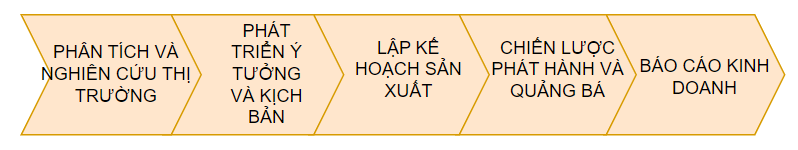 PHÂN TÍCH VÀ
NGHIÊN CỨU THỊ
TRƯỜNG
PHÁT
TRIỂN Ý
TƯỞNG
VÀ KỊCH
BẢN
LẬP KẾ
HOẠCH SẢN
XUẤT
CHIẾN LƯỢC
PHÁT HÀNH VÀ
QUẢNG BÁ
BÁO CÁO KINH
DOANH